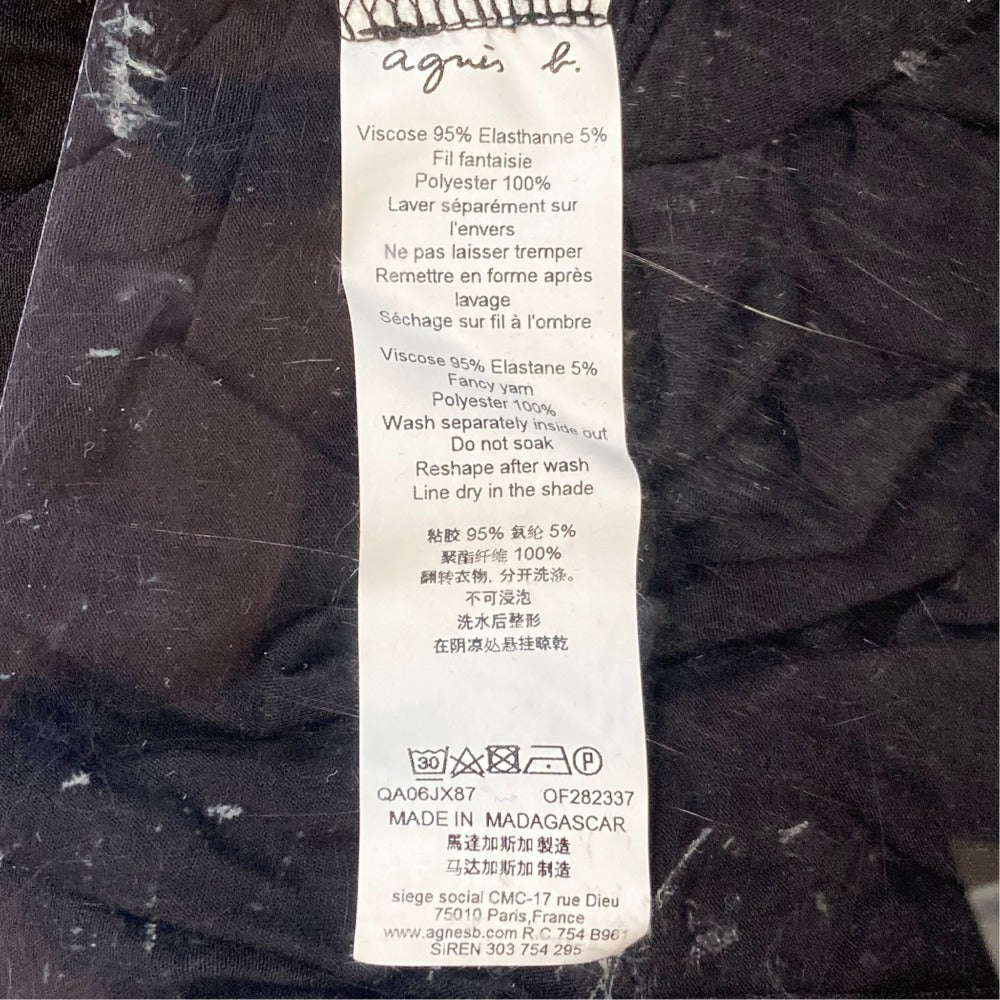 agnès b.
Viscose 95% Elasthanne 5%
Fil fantaisie
Polyester 100%
Laver séparément sur
l'envers
Ne pas laisser tremper
Remettre en forme après
lavage
Séchage sur fil à l'ombre
Viscose 95% Elastane 5%
Fancy yarn
Polyester 100%
Wash separately inside out
Do not soak
Reshape after wash
Line dry in the shade
粘胶 95% 氨纶 5%
聚酯纤维 100%
翻转衣物, 分开洗涤。
不可浸泡
洗水后整形
在阴凉处悬挂晾乾
30 P
QA06JX87 OF282337
MADE IN MADAGASCAR
馬達加斯加製造
马达加斯加制造
siege social CMC-17 rue Dieu
75010 Paris,France
www.agnesb.com R.C 754 B961
SIREN 303 754 295